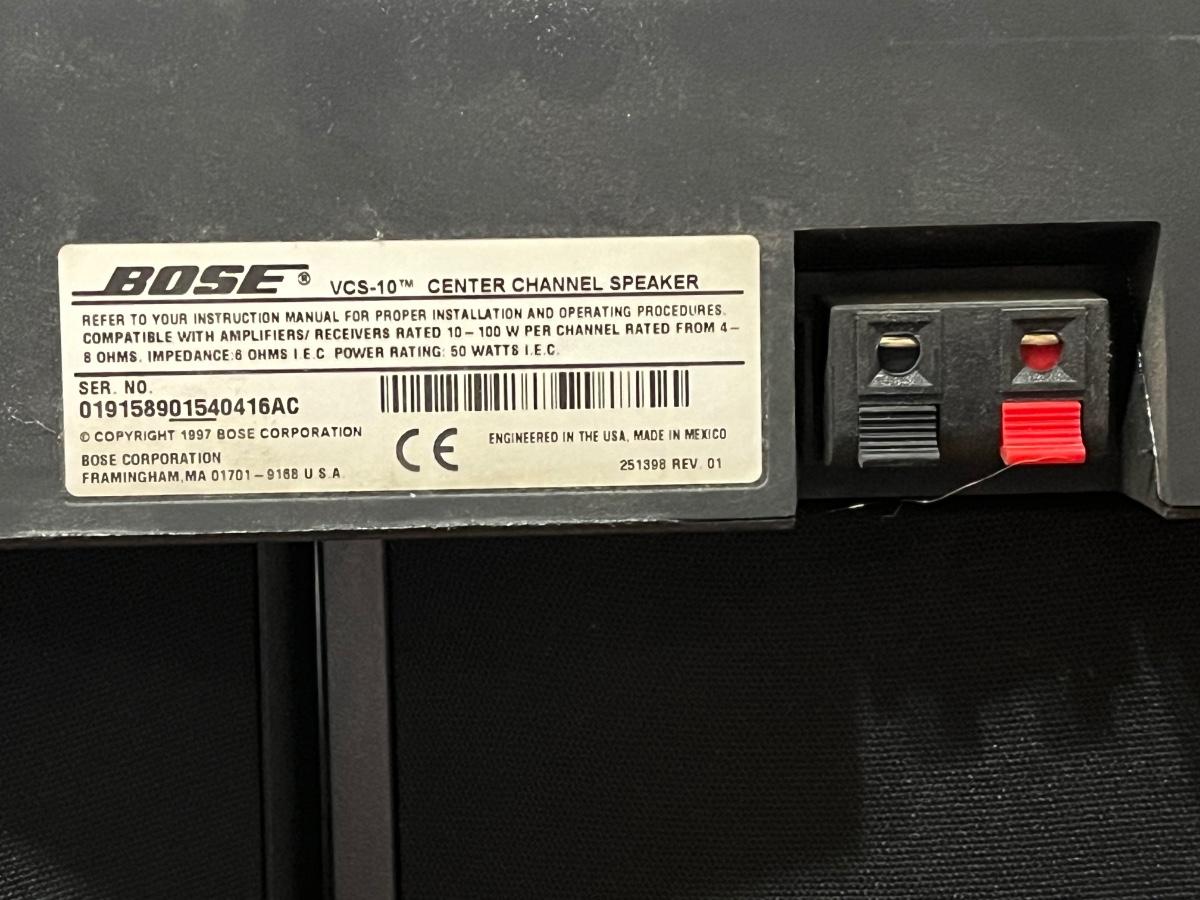 BOSE® VCS-10™ CENTER CHANNEL SPEAKER
REFER TO YOUR INSTRUCTION MANUAL FOR PROPER INSTALLATION AND OPERATING PROCEDURES.
COMPATIBLE WITH AMPLIFIERS/ RECEIVERS RATED 10 – 100 W PER CHANNEL RATED FROM 4 –
8 OHMS. IMPEDANCE:6 OHMS I.E.C POWER RATING: 50 WATTS I.E.C.
SER. NO.
019158901540416AC
© COPYRIGHT 1997 BOSE CORPORATION
BOSE CORPORATION
FRAMINGHAM,MA 01701 – 9168 U S.A.
CE
ENGINEERED IN THE USA, MADE IN MEXICO
251398 REV. 01